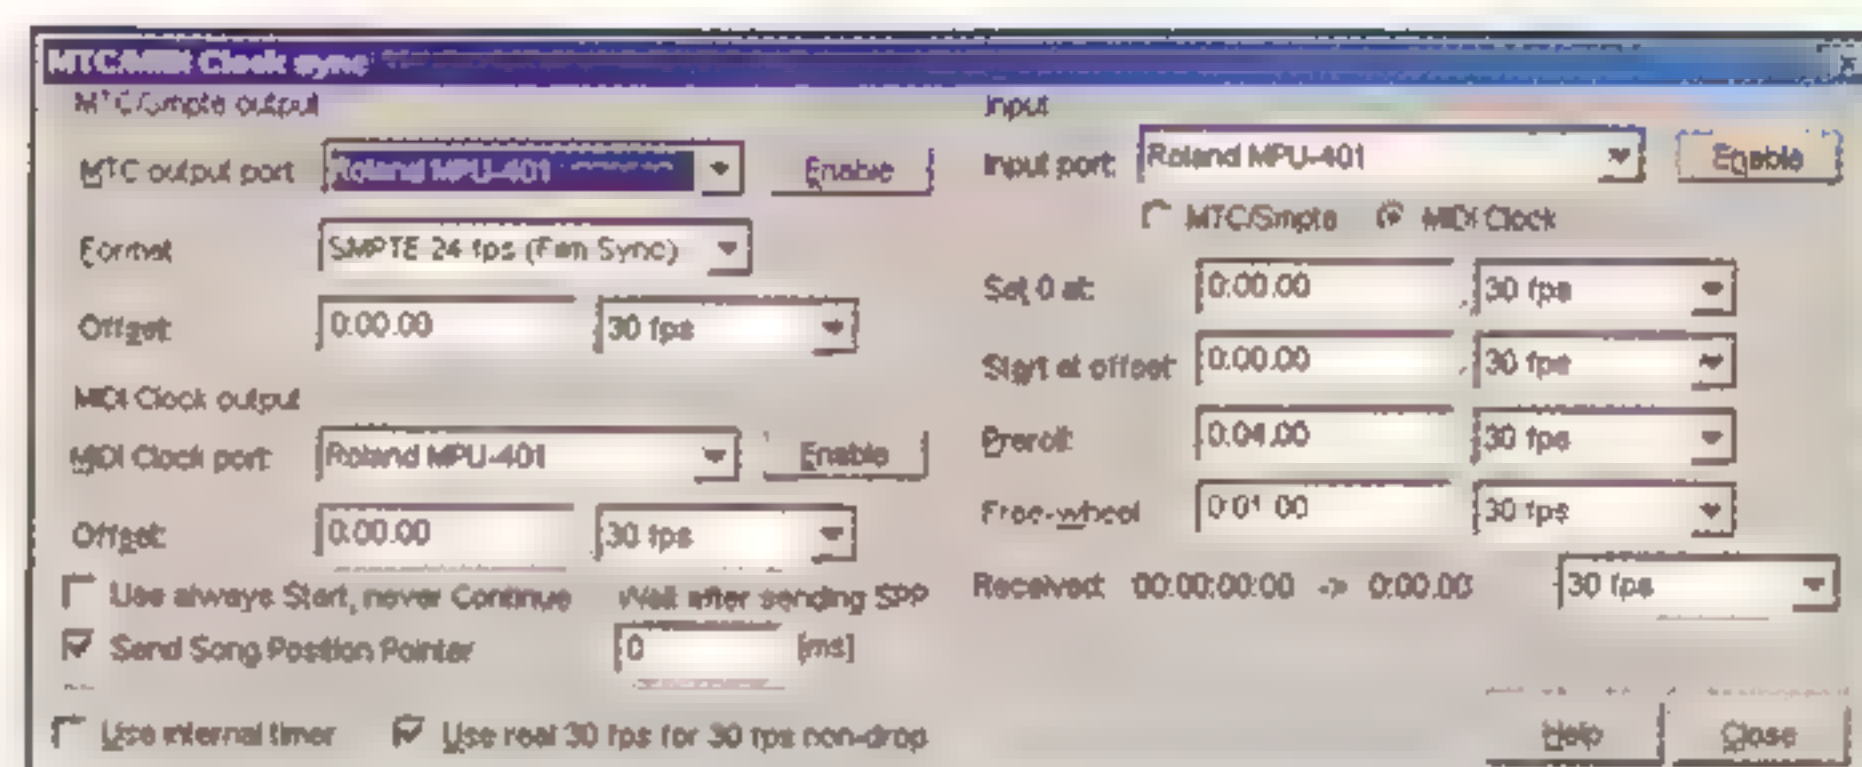 MTC/MIDI Clock sync
MTC/Smpte output
MTC output port
Roland MPU-401
Enable
Format
SMPTE 24 fps (Film Sync)
Offset:
0:00.00
30 fps
MIDI Clock output
MIDI Clock port:
Roland MPU-401
Enable
Offset:
0:00.00
30 fps
Use always Start, never Continue
Wait after sending SPP
Send Song Position Pointer
0
[ms]
Use internal timer
Use real 30 fps for 30 fps non-drop
Input
Input port:
Roland MPU-401
Enable
MTC/Smpte
MIDI Clock
Set 0 at:
0:00.00
30 fps
Start at offset:
0:00.00
30 fps
Preroll:
0:04.00
30 fps
Free-wheel
0:01.00
30 fps
Received:
00:00:00:00 -> 0:00.00
30 fps
Help
Close